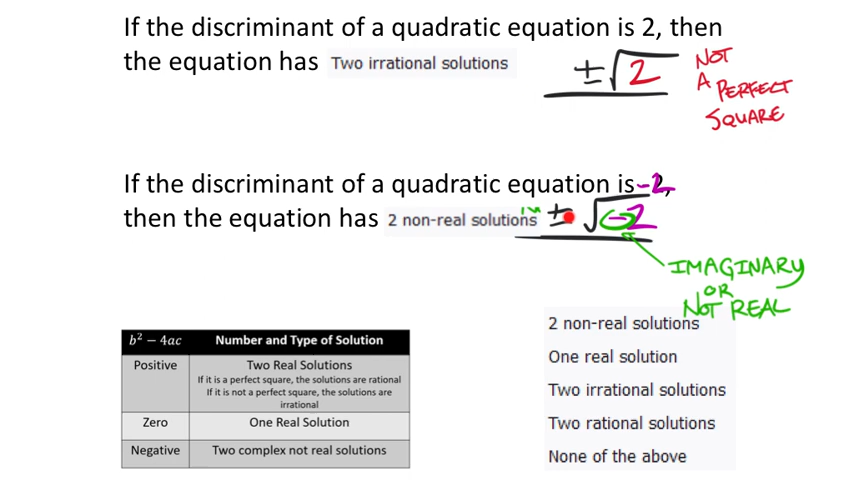 If the discriminant of a quadratic equation is 2, then
the equation has Two irrational solutions
±√2
NOT
A PERFECT
SQUARE
If the discriminant of a quadratic equation is -2,
then the equation has 2 non-real solutions ± √-2
IMAGINARY
OR
NOT REAL
b² − 4ac Number and Type of Solution
Positive Two Real Solutions
If it is a perfect square, the solutions are rational
If it is not a perfect square, the solutions are
irrational
Zero One Real Solution
Negative Two complex not real solutions
2 non-real solutions
One real solution
Two irrational solutions
Two rational solutions
None of the above